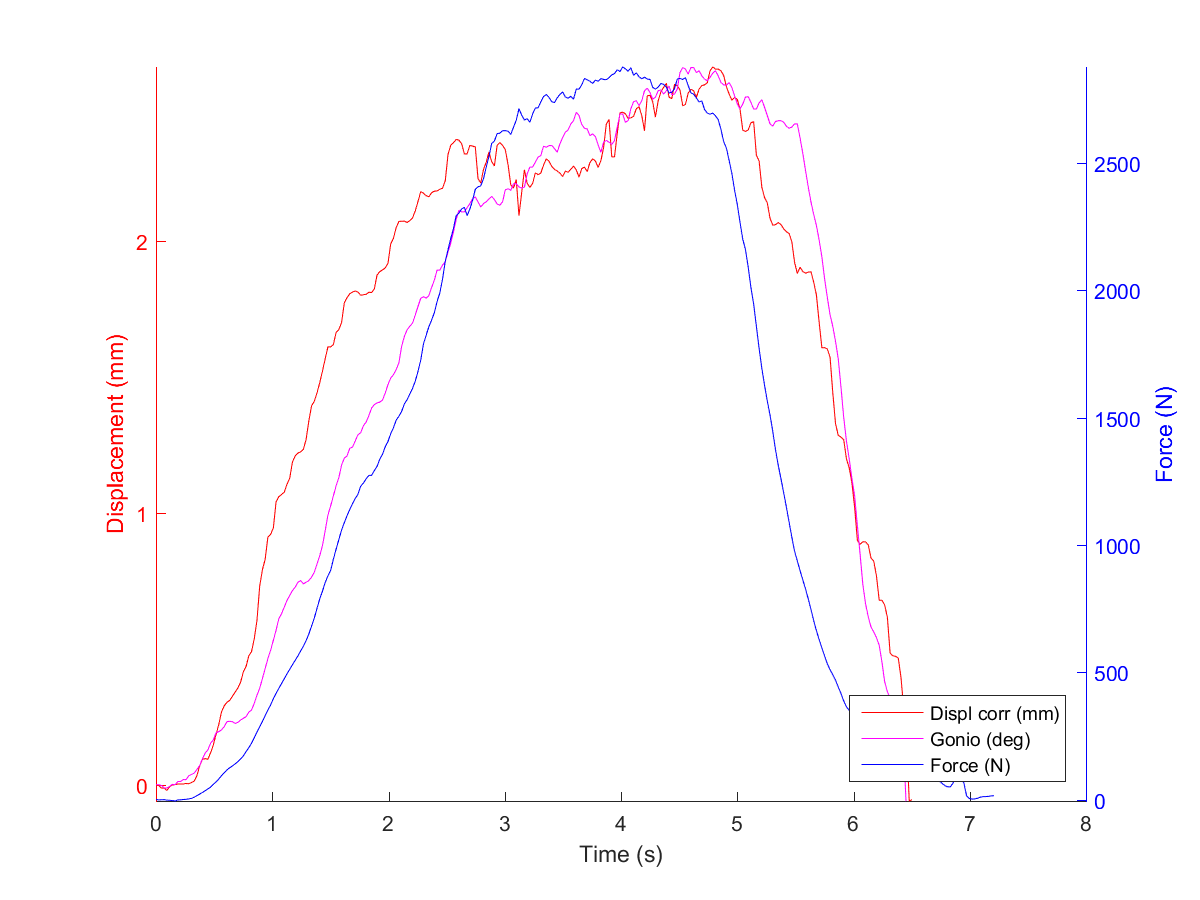 Displacement (mm)
2
1
0
2500
2000
1500
1000
500
0
Force (N)
Displ corr (mm)
Gonio (deg)
Force (N)
0 1 2 3 4 5 6 7 8
Time (s)